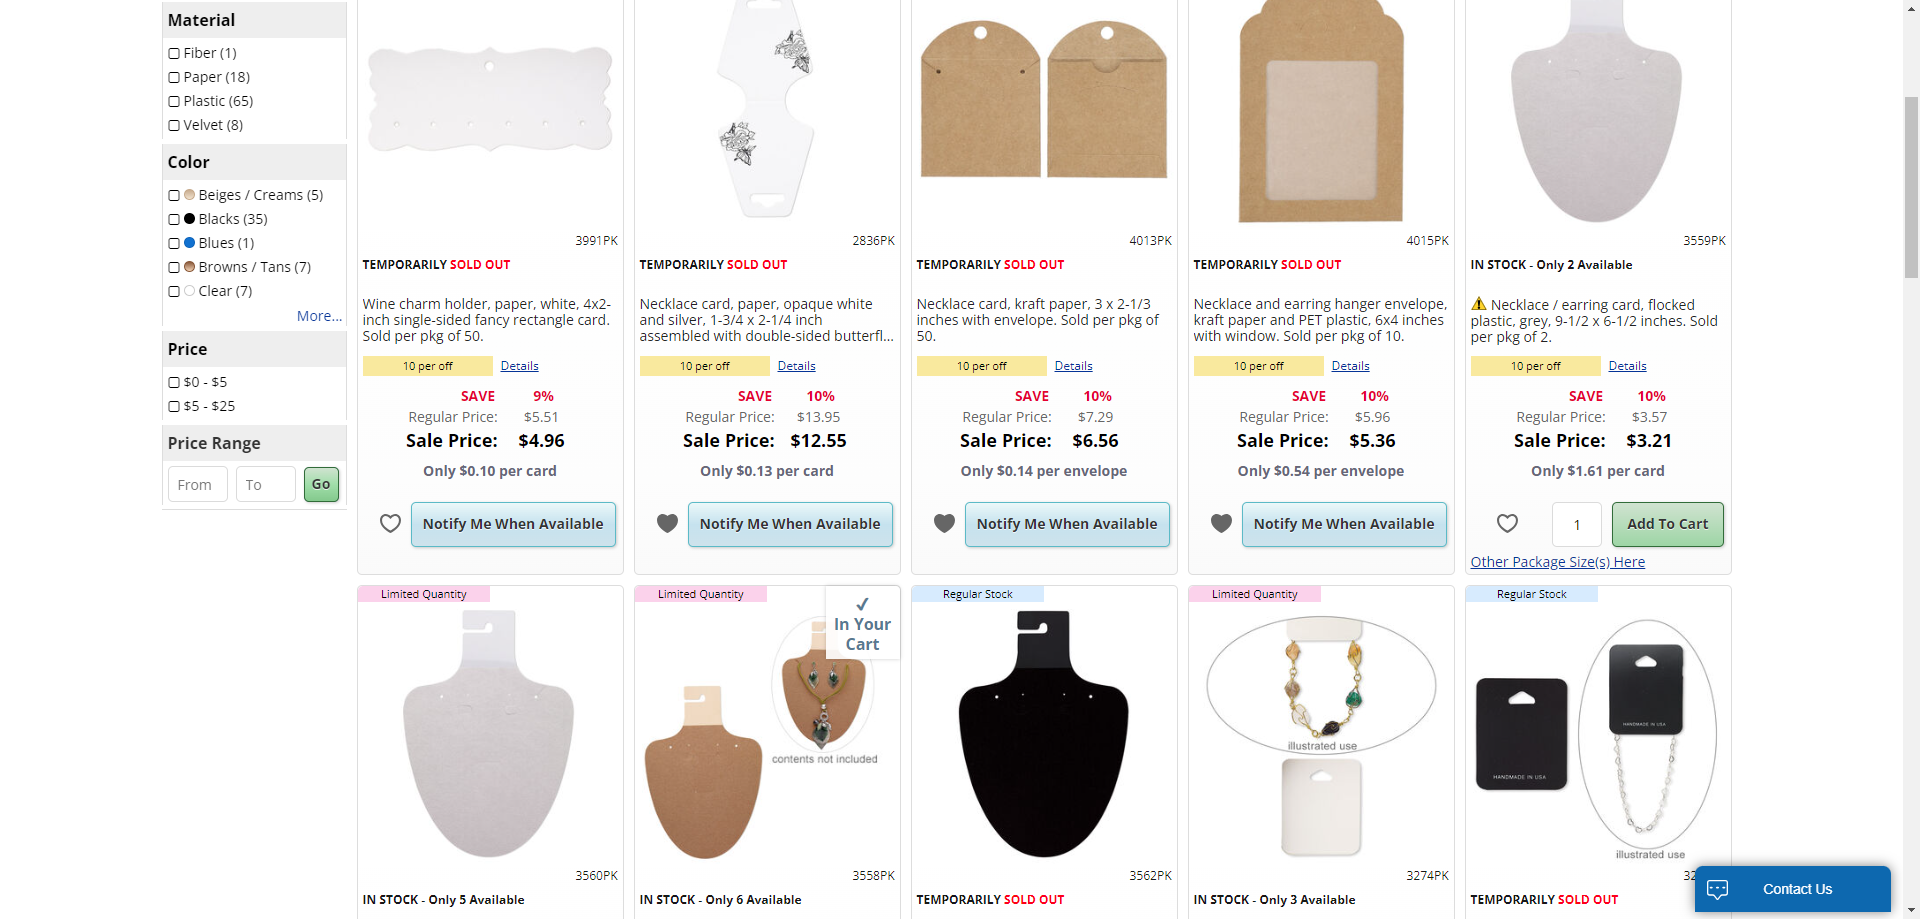 Material
Fiber (1)
Paper (18)
Plastic (65)
Velvet (8)
Color
Beiges / Creams (5)
Blacks (35)
Blues (1)
Browns / Tans (7)
Clear (7)
More...
Price
$0 - $5
$5 - $25
Price Range
From
To
Go
3991PK
TEMPORARILY SOLD OUT
Wine charm holder, paper, white, 4x2-
inch single-sided fancy rectangle card.
Sold per pkg of 50.
10 per off
Details
SAVE 9%
Regular Price: $5.51
Sale Price: $4.96
Only $0.10 per card
Notify Me When Available
2836PK
TEMPORARILY SOLD OUT
Necklace card, paper, opaque white
and silver, 1-3/4 x 2-1/4 inch
assembled with double-sided butterfl...
10 per off
Details
SAVE 10%
Regular Price: $13.95
Sale Price: $12.55
Only $0.13 per card
Notify Me When Available
4013PK
TEMPORARILY SOLD OUT
Necklace card, kraft paper, 3 x 2-1/3
inches with envelope. Sold per pkg of
50.
10 per off
Details
SAVE 10%
Regular Price: $7.29
Sale Price: $6.56
Only $0.14 per envelope
Notify Me When Available
4015PK
TEMPORARILY SOLD OUT
Necklace and earring hanger envelope,
kraft paper and PET plastic, 6x4 inches
with window. Sold per pkg of 10.
10 per off
Details
SAVE 10%
Regular Price: $5.96
Sale Price: $5.36
Only $0.54 per envelope
Notify Me When Available
3559PK
IN STOCK - Only 2 Available
Necklace / earring card, flocked
plastic, grey, 9-1/2 x 6-1/2 inches. Sold
per pkg of 2.
10 per off
Details
SAVE 10%
Regular Price: $3.57
Sale Price: $3.21
Only $1.61 per card
1
Add To Cart
Other Package Size(s) Here
Limited Quantity
3560PK
IN STOCK - Only 5 Available
Limited Quantity
✓
In Your
Cart
contents not included
3558PK
IN STOCK - Only 6 Available
Regular Stock
3562PK
TEMPORARILY SOLD OUT
Limited Quantity
illustrated use
3274PK
IN STOCK - Only 3 Available
Regular Stock
HANDMADE IN USA
HANDMADE IN USA
illustrated use
TEMPORARILY SOLD OUT
Contact Us